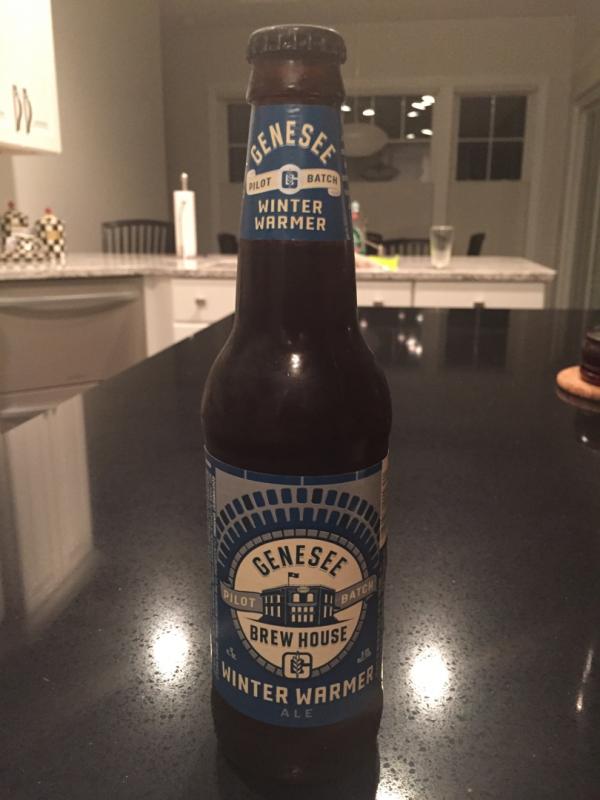 GENESEE
PILOT G BATCH
WINTER
WARMER
GENESEE
PILOT BATCH
BREW HOUSE
G
WINTER WARMER
ALE